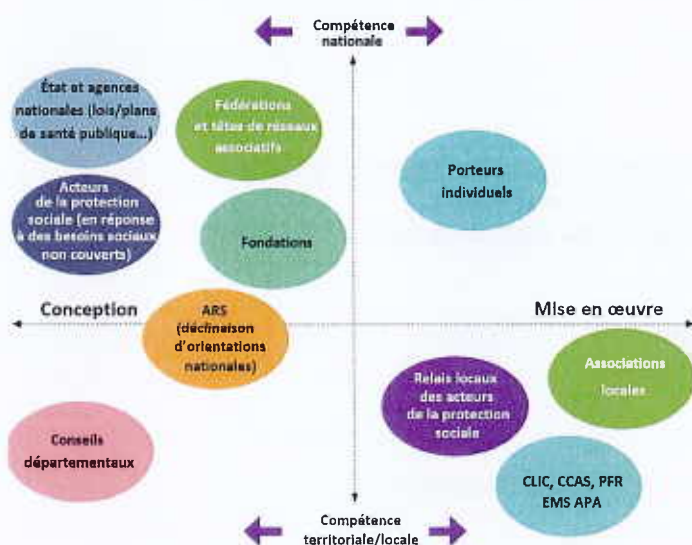 Compétence
nationale
État et agences
nationales (lois/plans
de santé publique...)
Fédérations
et têtes de réseaux
associatifs
Porteurs
individuels
Acteurs
de la protection
sociale (en réponse
à des besoins sociaux
non couverts)
Fondations
Conception
ARS
(déclinaison
d'orientations
nationales)
Mise en œuvre
Associations
locales
Relais locaux
des acteurs
de la protection
sociale
Conseils
départementaux
CLIC, CCAS, PFR
EMS APA
Compétence
territoriale/locale